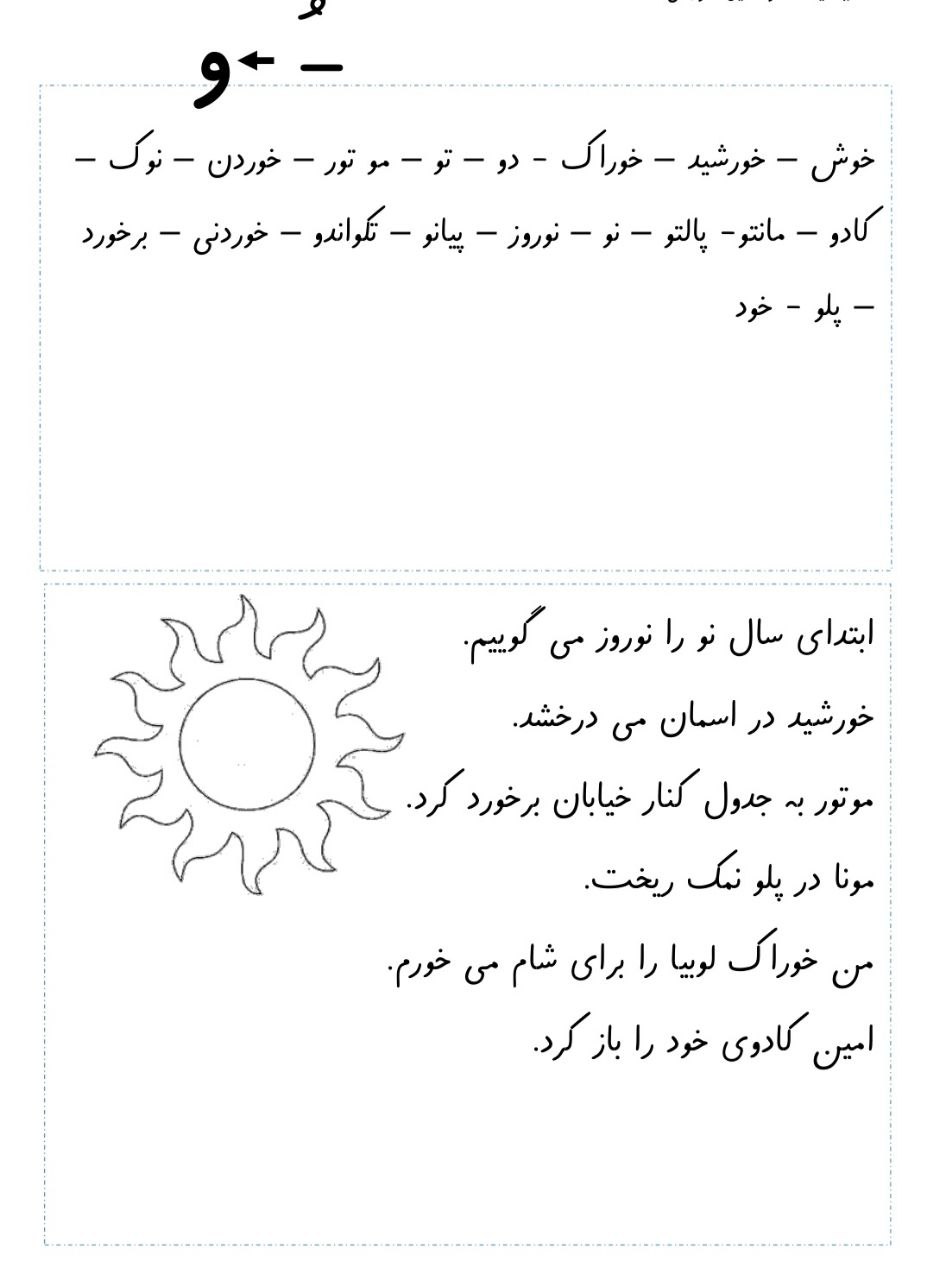 ـُ ← و
خوش – خورشید – خوراک - دو – تو – مو تور – خوردن – نوک –
کادو – مانتو- پالتو – نو – نوروز – پیانو – تکواندو – خوردنی – برخورد
– پلو - خود
ابتدای سال نو را نوروز می گوییم.
خورشید در اسمان می درخشد.
موتور به جدول کنار خیابان برخورد کرد.
مونا در پلو نمک ریخت.
من خوراک لوبیا را برای شام می خورم.
امین کادوی خود را باز کرد.